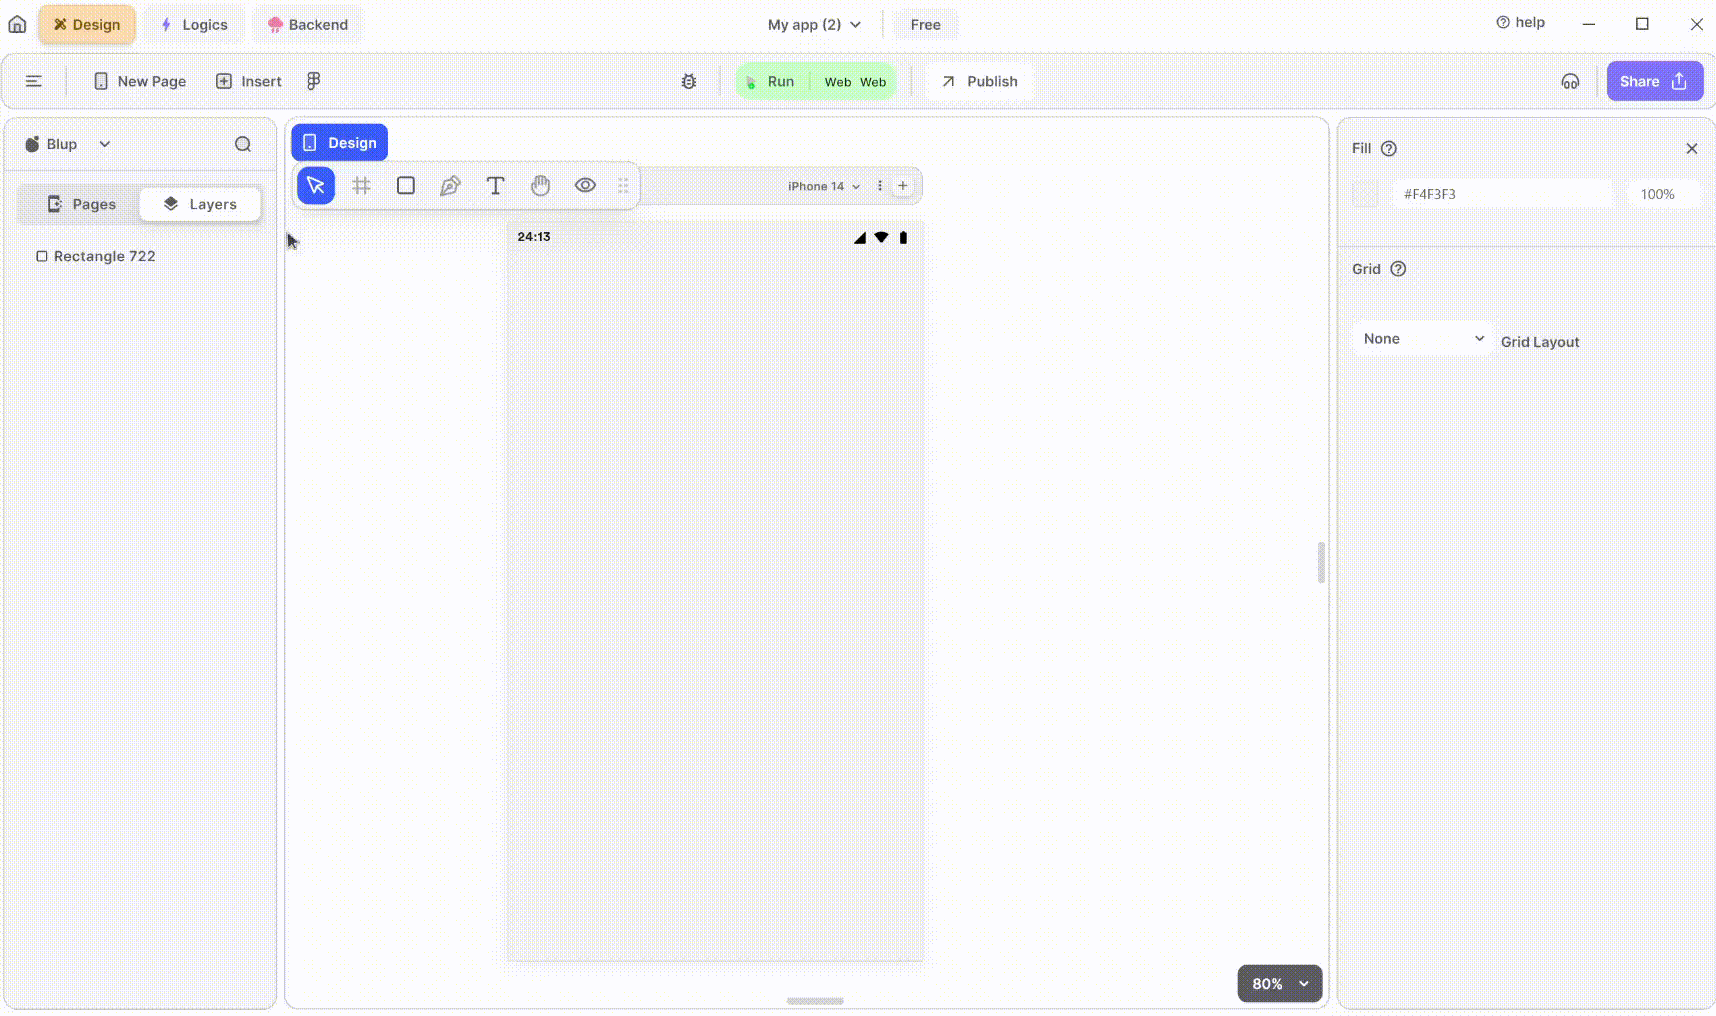 Design
Logics
Backend
My app (2)
Free
help
New Page
Insert
Run
Web Web
Publish
Share
Blup
Pages
Layers
Rectangle 722
Design
iPhone 14
24:13
80%
Fill
#F4F3F3
100%
Grid
None
Grid Layout